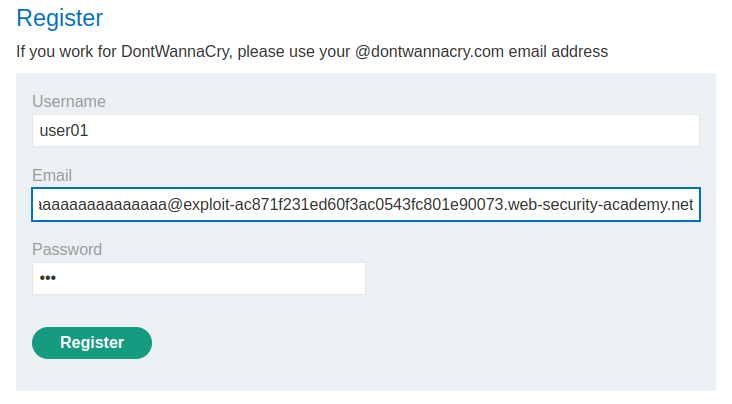 Register
If you work for DontWannaCry, please use your @dontwannacry.com email address
Username
user01
Email
aaaaaaaaaaaaaaaa@exploit-ac871f231ed60f3ac0543fc801e90073.web-security-academy.net
Password
•••
Register